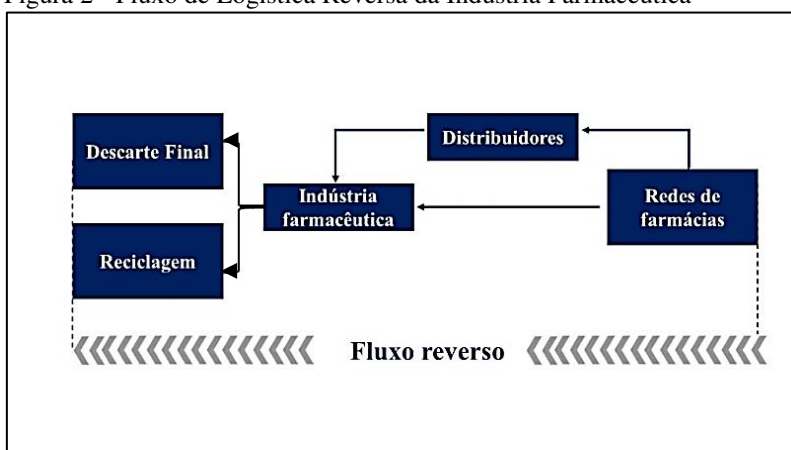 Figura 2 - Fluxo de Logística Reversa da Indústria Farmacêutica
Descarte Final
Distribuidores
Indústria
farmacêutica
Redes de
farmácias
Reciclagem
Fluxo reverso